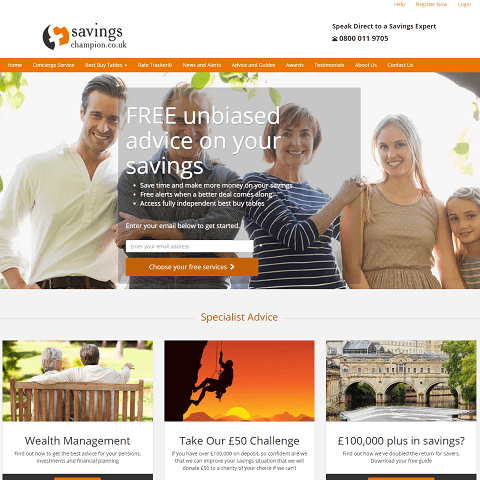 Help Register Now Login
savings
champion.co.uk
Speak Direct to a Savings Expert
0800 011 9705
Home Concierge Service Best Buy Tables Rate Tracker® News and Alerts Advice and Guides Awards Testimonials About Us Contact Us
FREE unbiased
advice on your
savings
Save time and make more money on your savings
Free alerts when a better deal comes along
Access fully independent best buy tables
Enter your email below to get started.
Enter your email address
Choose your free services
Specialist Advice
Wealth Management
Find out how to get the best advice for your pensions,
investments and financial planning.
Take Our £50 Challenge
If you have over £100,000 on deposit, so confident are we
that we can improve your savings situation that we will
donate £50 to a charity of your choice if we can't
£100,000 plus in savings?
Find out how we've doubled the return for savers.
Download your free guide